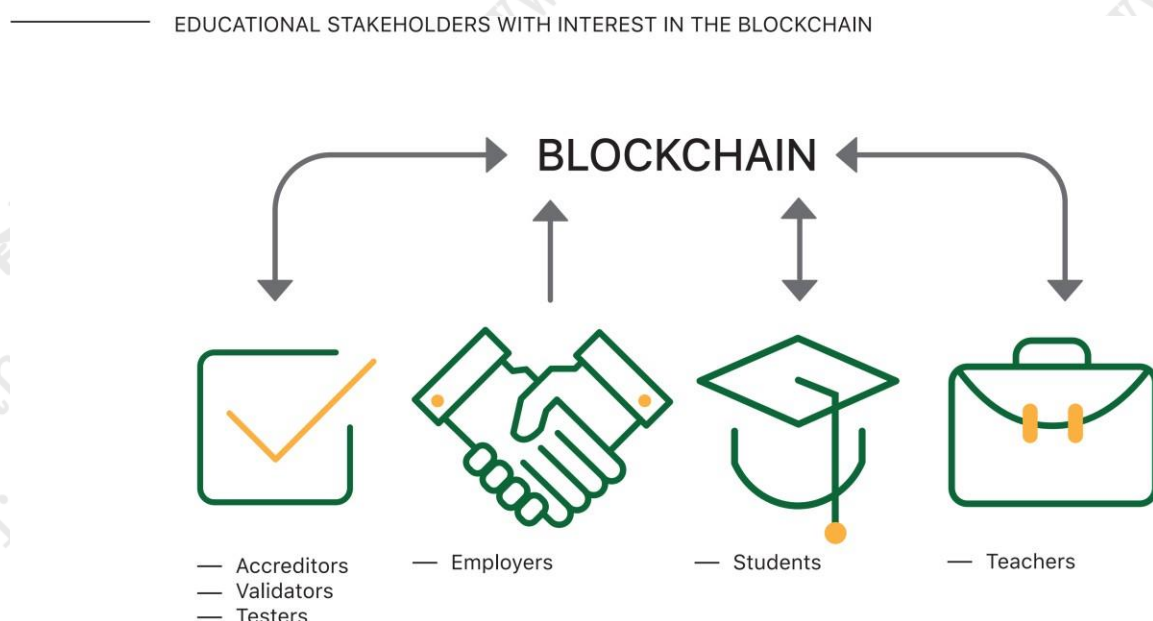 EDUCATIONAL STAKEHOLDERS WITH INTEREST IN THE BLOCKCHAIN
BLOCKCHAIN
— Accreditors
— Validators
— Testers
— Employers
— Students
— Teachers